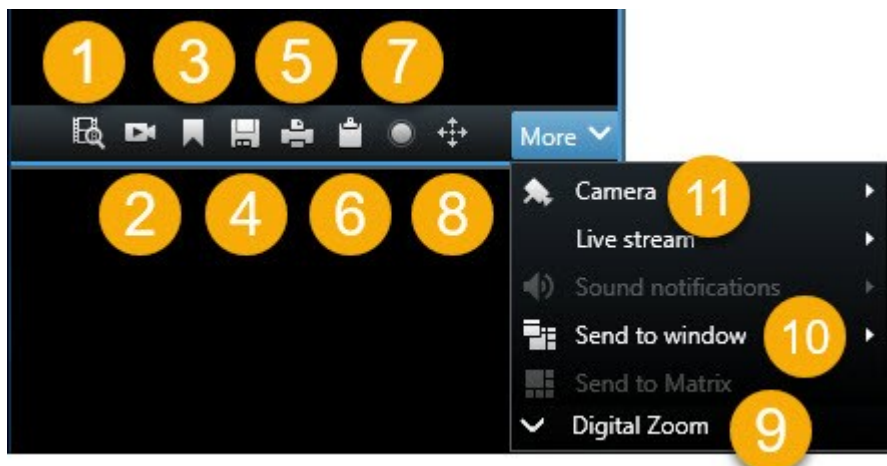 1 3 5 7
More
2 4 6 8
Camera 11
Live stream
Sound notifications
Send to window 10
Send to Matrix
Digital Zoom 9